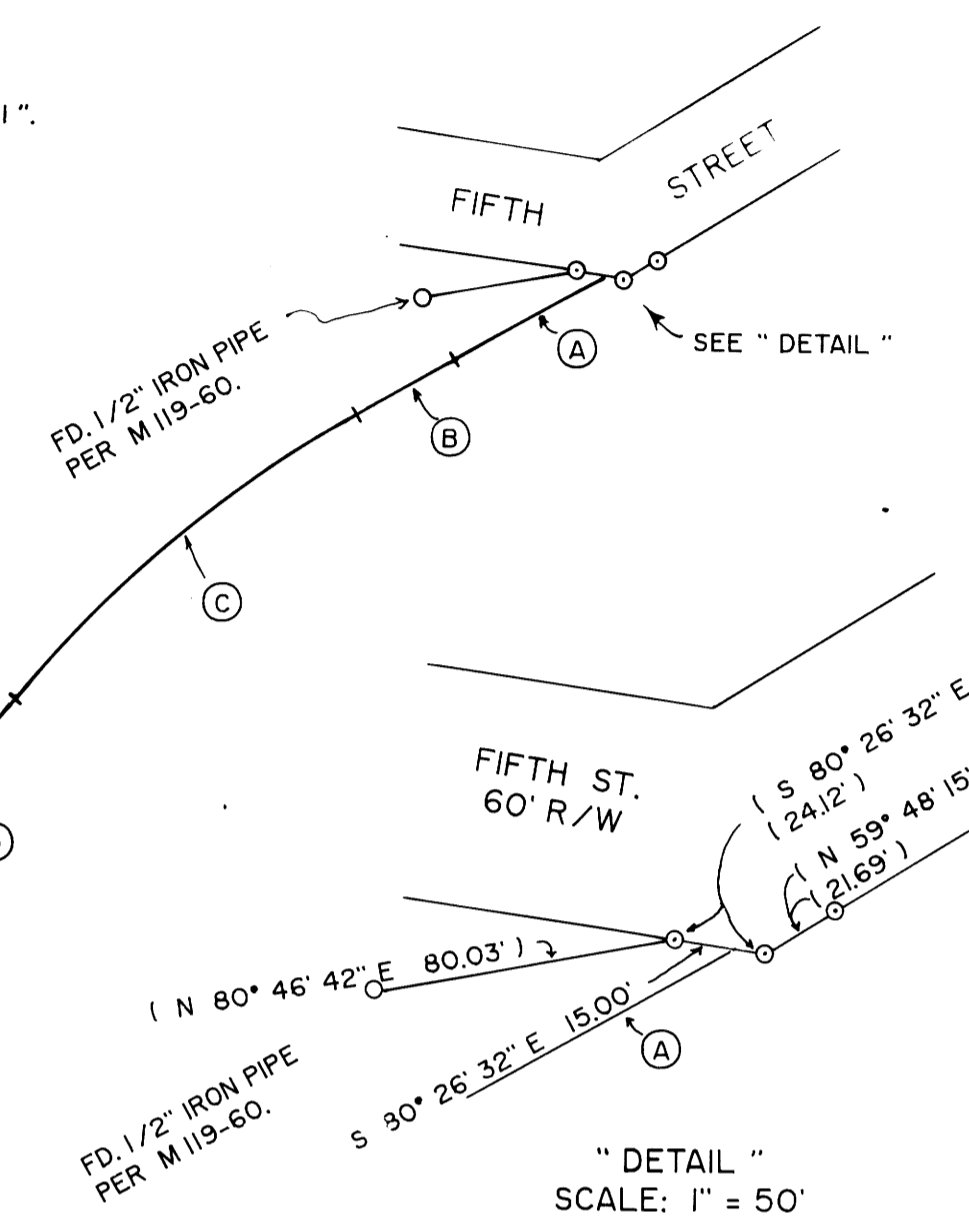 1".
FIFTH
STREET
FD. 1/2" IRON PIPE
PER M 119-60.
A
SEE " DETAIL "
B
C
FIFTH ST.
60' R/W
( S 80° 26' 32" E
( 24.12' )
( N 59° 48' 15"
( 21.69' )
( N 80° 46' 42" E 80.03' )
S 80° 26' 32" E 15.00'
A
FD. 1/2" IRON PIPE
PER M 119-60.
" DETAIL "
SCALE: 1" = 50'